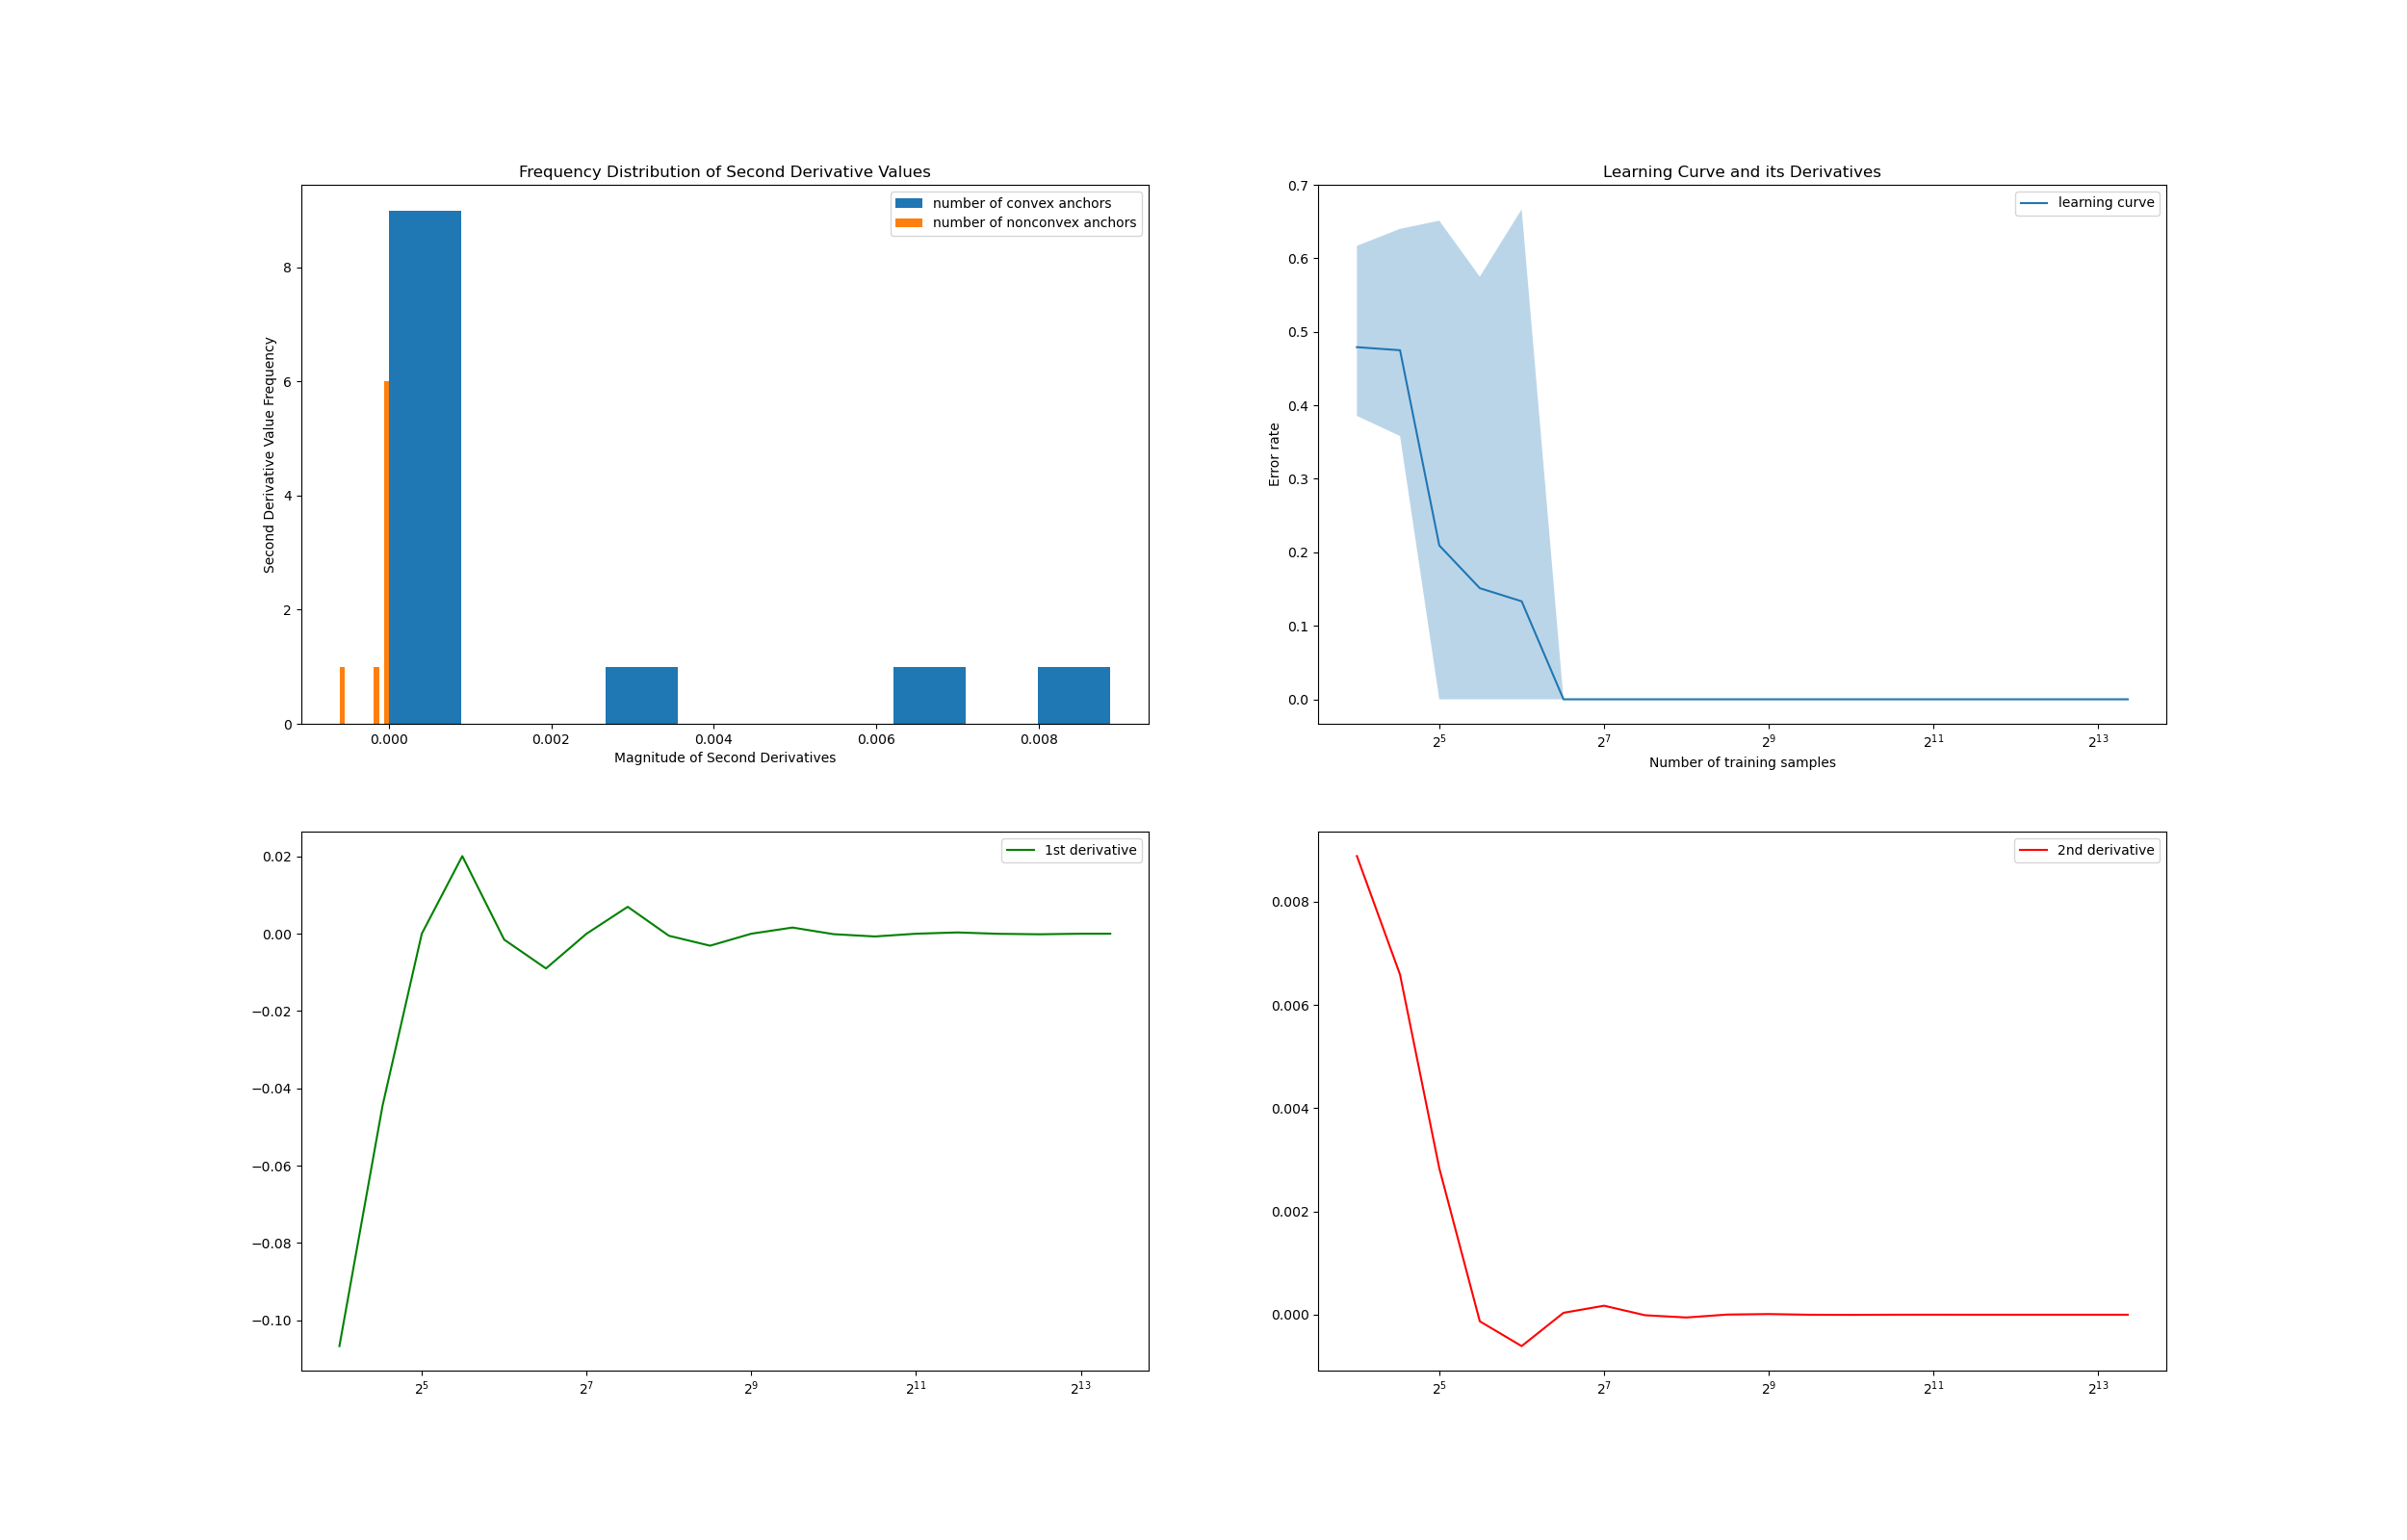 Frequency Distribution of Second Derivative Values
number of convex anchors
number of nonconvex anchors
8
6
4
2
0
Second Derivative Value Frequency
0.000 0.002 0.004 0.006 0.008
Magnitude of Second Derivatives
Learning Curve and its Derivatives
learning curve
0.7
0.6
0.5
0.4
0.3
0.2
0.1
0.0
Error rate
2^5 2^7 2^9 2^11 2^13
Number of training samples
1st derivative
0.02
0.00
−0.02
−0.04
−0.06
−0.08
−0.10
2^5 2^7 2^9 2^11 2^13
2nd derivative
0.008
0.006
0.004
0.002
0.000
2^5 2^7 2^9 2^11 2^13